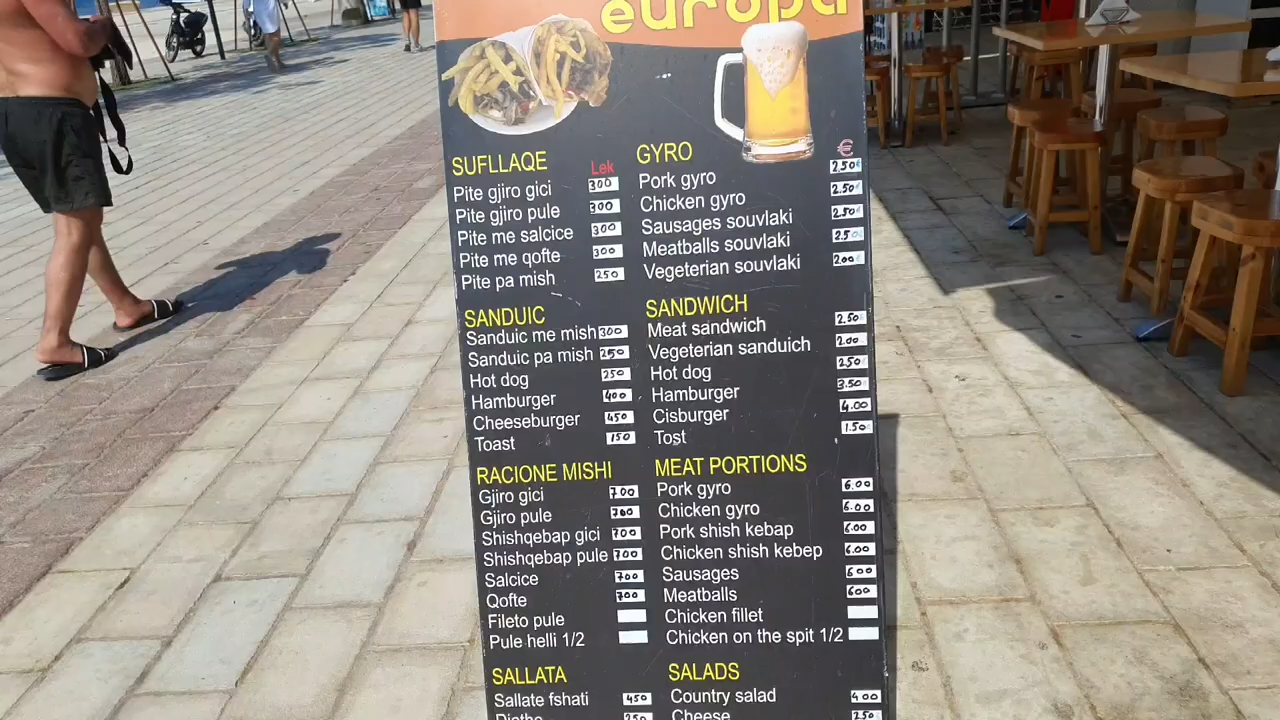 europa
SUFLLAQE Lek
Pite gjiro gici 300
Pite gjiro pule 300
Pite me salcice 300
Pite me qofte 300
Pite pa mish 250
SANDUIC
Sanduic me mish 300
Sanduic pa mish 250
Hot dog 250
Hamburger 400
Cheeseburger 450
Toast 150
RACIONE MISHI
Gjiro gici 700
Gjiro pule 700
Shishqebap gici 700
Shishqebap pule 700
Salcice 700
Qofte 700
Fileto pule
Pule helli 1/2
SALLATA
Sallate fshati 450
Djathe 250
GYRO €
Pork gyro 2.50€
Chicken gyro 2.50€
Sausages souvlaki 2.50€
Meatballs souvlaki 2.50€
Vegeterian souvlaki 2.00€
SANDWICH
Meat sandwich 2.50
Vegeterian sanduich 2.00
Hot dog 2.50
Hamburger 3.50
Cisburger 4.00
Tost 1.50
MEAT PORTIONS
Pork gyro 6.00
Chicken gyro 6.00
Pork shish kebap 6.00
Chicken shish kebep 6.00
Sausages 600
Meatballs 600
Chicken fillet
Chicken on the spit 1/2
SALADS
Country salad 400
Cheese 250